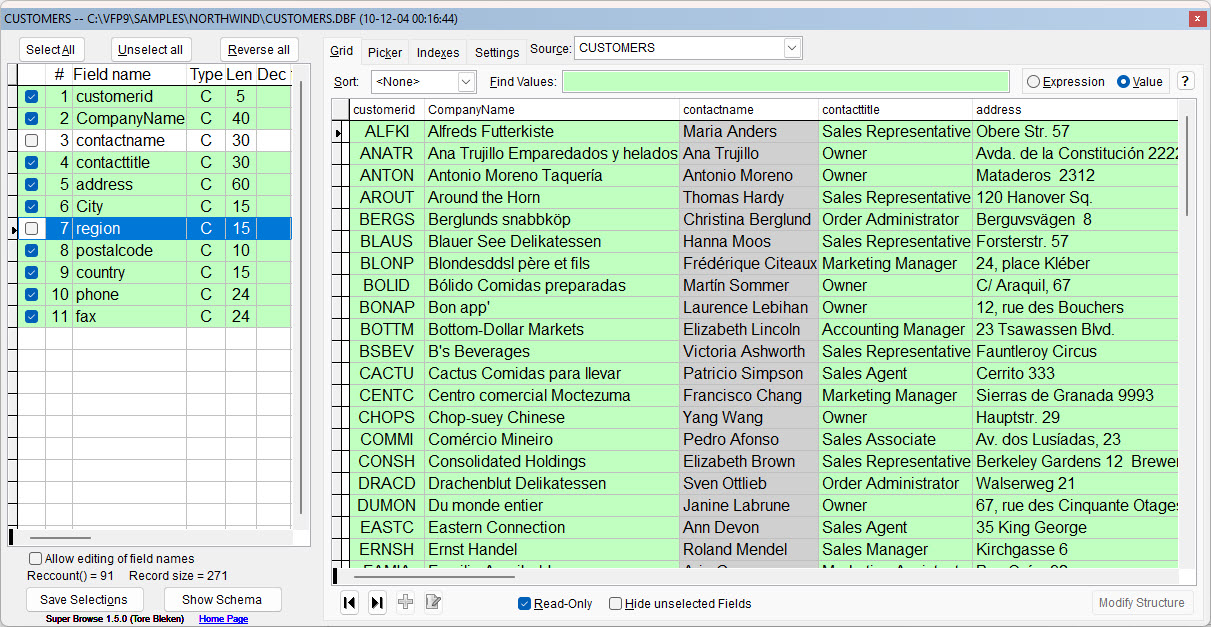 CUSTOMERS -- C:\VFP9\SAMPLES\NORTHWIND\CUSTOMERS.DBF (10-12-04 00:16:44)
Select All Unselect all Reverse all
# Field name Type Len Dec
1 customerid C 5
2 CompanyName C 40
3 contactname C 30
4 contacttitle C 30
5 address C 60
6 City C 15
7 region C 15
8 postalcode C 10
9 country C 15
10 phone C 24
11 fax C 24
Allow editing of field names
Reccount() = 91 Record size = 271
Save Selections Show Schema
Super Browse 1.5.0 (Tore Bleken) Home Page
Grid Picker Indexes Settings Source: CUSTOMERS
Sort: <None> Find Values: Expression Value ?
customerid CompanyName contactname contacttitle address
ALFKI Alfreds Futterkiste Maria Anders Sales Representative Obere Str. 57
ANATR Ana Trujillo Emparedados y helados Ana Trujillo Owner Avda. de la Constitución 2222
ANTON Antonio Moreno Taquería Antonio Moreno Owner Mataderos 2312
AROUT Around the Horn Thomas Hardy Sales Representative 120 Hanover Sq.
BERGS Berglunds snabbköp Christina Berglund Order Administrator Berguvsvägen 8
BLAUS Blauer See Delikatessen Hanna Moos Sales Representative Forsterstr. 57
BLONP Blondesddsl père et fils Frédérique Citeaux Marketing Manager 24, place Kléber
BOLID Bólido Comidas preparadas Martín Sommer Owner C/ Araquil, 67
BONAP Bon app' Laurence Lebihan Owner 12, rue des Bouchers
BOTTM Bottom-Dollar Markets Elizabeth Lincoln Accounting Manager 23 Tsawassen Blvd.
BSBEV B's Beverages Victoria Ashworth Sales Representative Fauntleroy Circus
CACTU Cactus Comidas para llevar Patricio Simpson Sales Agent Cerrito 333
CENTC Centro comercial Moctezuma Francisco Chang Marketing Manager Sierras de Granada 9993
CHOPS Chop-suey Chinese Yang Wang Owner Hauptstr. 29
COMMI Comércio Mineiro Pedro Afonso Sales Associate Av. dos Lusíadas, 23
CONSH Consolidated Holdings Elizabeth Brown Sales Representative Berkeley Gardens 12 Brewer
DRACD Drachenblut Delikatessen Sven Ottlieb Order Administrator Walserweg 21
DUMON Du monde entier Janine Labrune Owner 67, rue des Cinquante Otages
EASTC Eastern Connection Ann Devon Sales Agent 35 King George
ERNSH Ernst Handel Roland Mendel Sales Manager Kirchgasse 6
Read-Only Hide unselected Fields Modify Structure